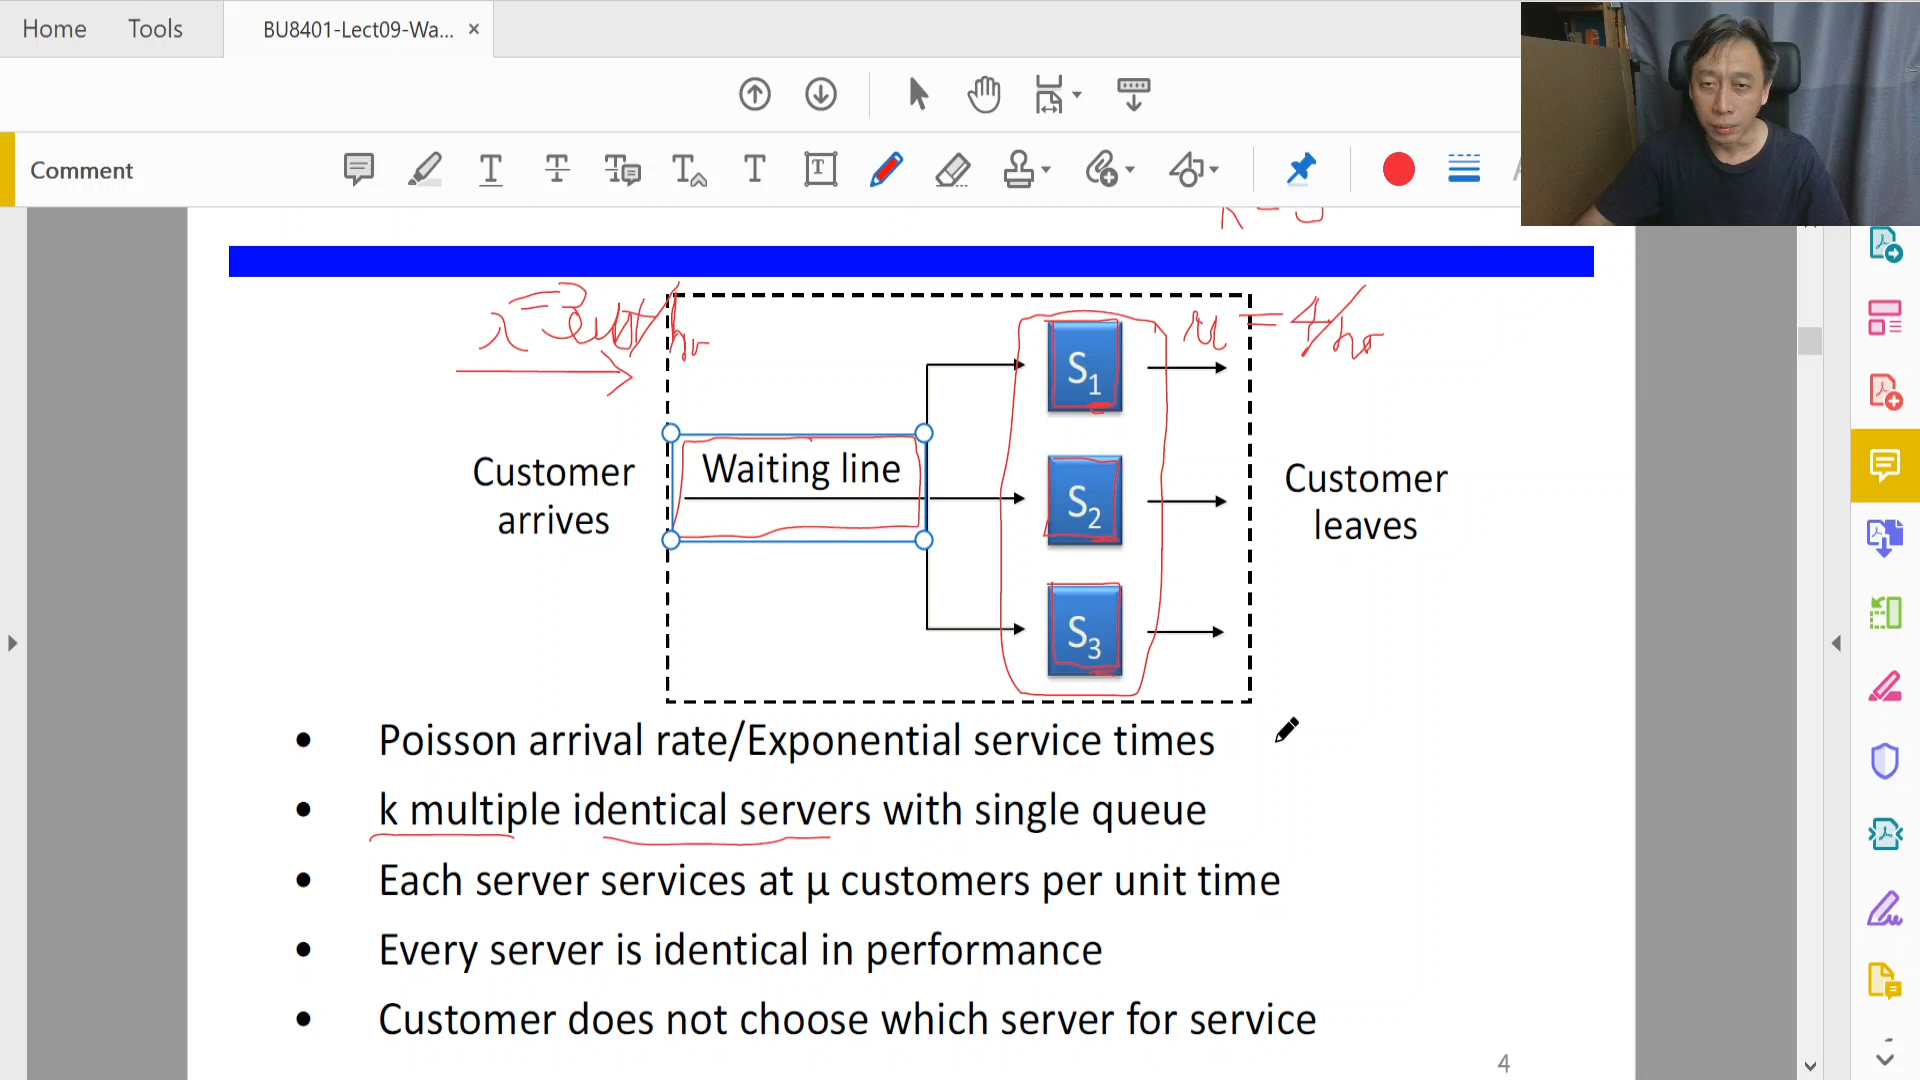 Home Tools BU8401-Lect09-Wa... ×
Comment
λ = 3 cust/hr
μ = 4/hr
S1
Waiting line
Customer
arrives
S2
Customer
leaves
S3
• Poisson arrival rate/Exponential service times
• k multiple identical servers with single queue
• Each server services at μ customers per unit time
• Every server is identical in performance
• Customer does not choose which server for service
4